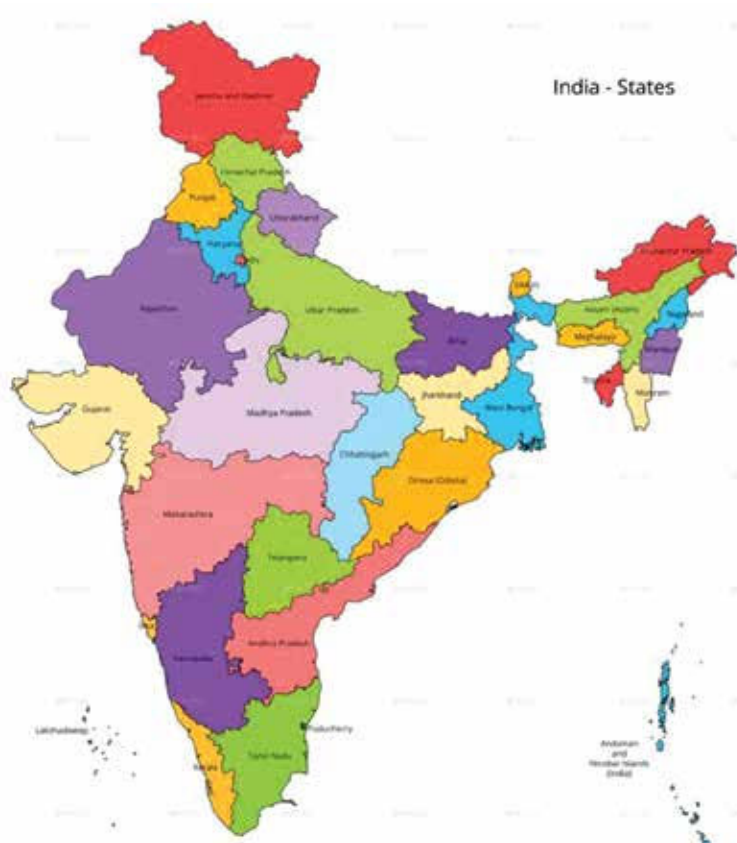 India - States
Jammu and Kashmir
Himachal Pradesh
Punjab
Uttarakhand
Haryana
Delhi
Arunachal Pradesh
Sikkim
Rajasthan
Uttar Pradesh
Assam
Nagaland
Bihar
Meghalaya
Manipur
Tripura
Mizoram
Jharkhand
West Bengal
Gujarat
Madhya Pradesh
Chhattisgarh
Orissa (Odisha)
Maharashtra
Telangana
Andhra Pradesh
Karnataka
Lakshadweep
Puducherry
Tamil Nadu
Kerala
Andaman
and
Nicobar Islands
(India)